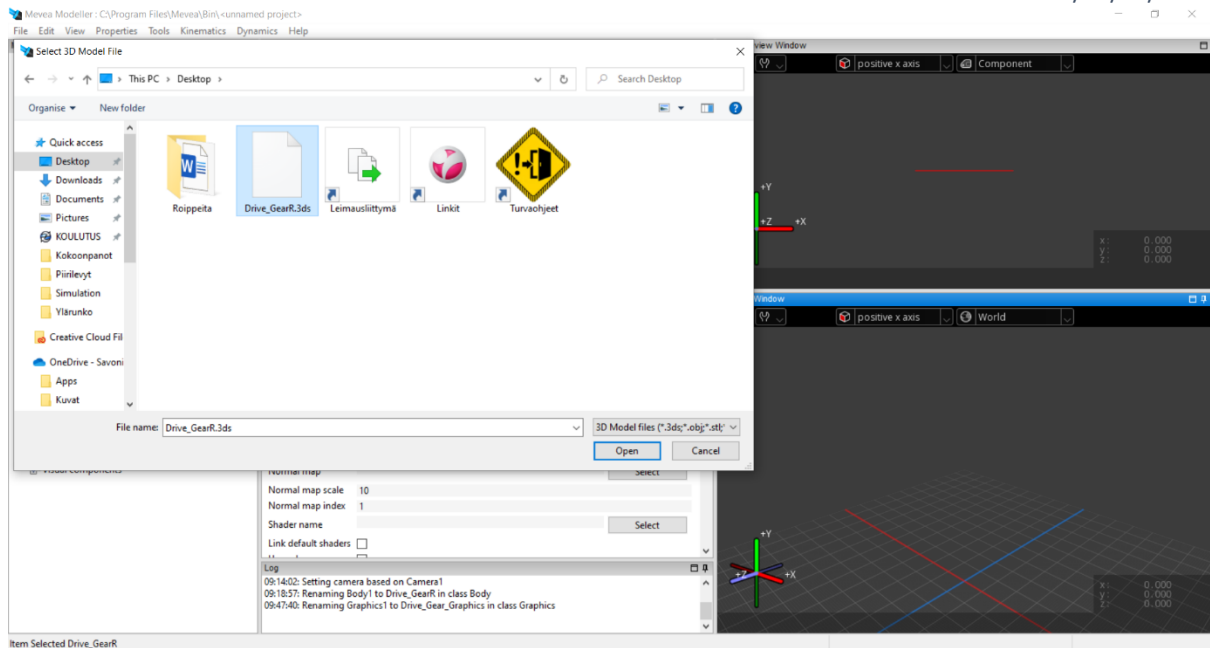 Mevea Modeller : C:\Program Files\Mevea\Bin\<unnamed project>
File Edit View Properties Tools Kinematics Dynamics Help
Select 3D Model File
view Window
This PC > Desktop >
Search Desktop
positive x axis
Component
Organise
New folder
Quick access
Desktop
Downloads
Documents
Pictures
KOULUTUS
Kokoonpanot
Piirilevyt
Simulation
Ylärunko
Creative Cloud Fil
OneDrive - Savoni
Apps
Kuvat
Roippeita
Drive_GearR.3ds
Leimausliittymä
Linkit
Turvaohjeet
+Y
+Z +X
x: 0.000
y: 0.000
z: 0.000
Window
positive x axis
World
File name: Drive_GearR.3ds
3D Model files (*.3ds;*.obj;*.stl;*
Open
Cancel
Visual components
Normal map
Select
Normal map scale 10
Normal map index 1
Shader name
Select
Link default shaders
Log
09:14:02: Setting camera based on Camera1
09:18:57: Renaming Body1 to Drive_GearR in class Body
09:47:40: Renaming Graphics1 to Drive_Gear_Graphics in class Graphics
+Y
+Z +X
x: 0.000
y: 0.000
z: 0.000
Item Selected Drive_GearR